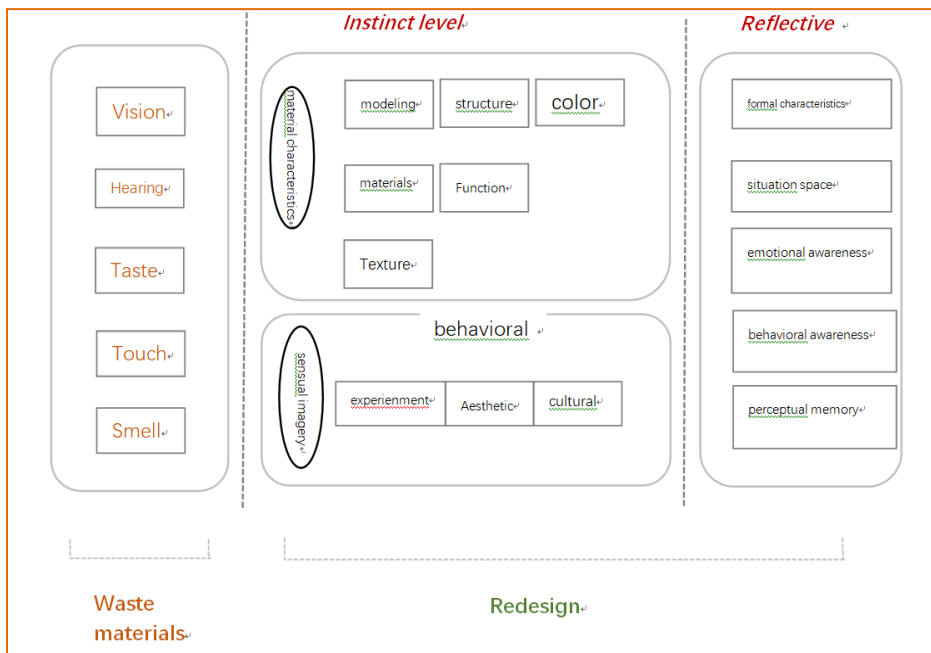 Instinct level
Reflective
Vision
Hearing
Taste
Touch
Smell
material characteristics
modeling
structure
color
materials
Function
Texture
behavioral
sensual imagery
experienment
Aesthetic
cultural
formal characteristics
situation space
emotional awareness
behavioral awareness
perceptual memory
Waste
materials
Redesign